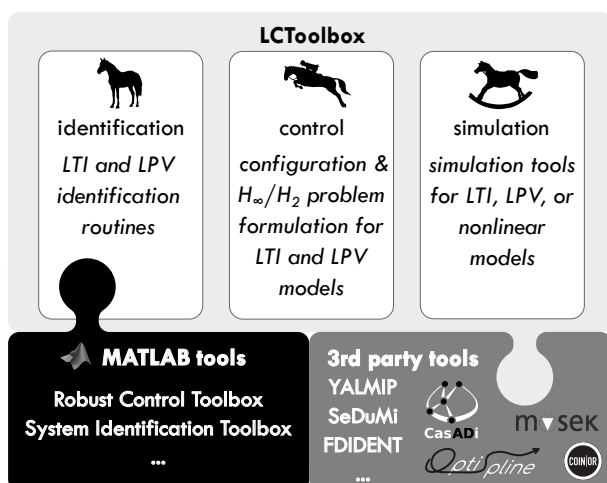 LCToolbox
identification
LTI and LPV
identification
routines
control
configuration &
H∞/H2 problem
formulation for
LTI and LPV
models
simulation
simulation tools
for LTI, LPV, or
nonlinear
models
MATLAB tools
Robust Control Toolbox
System Identification Toolbox
...
3rd party tools
YALMIP
SeDuMi
FDIDENT
...
CasADi
mosek
Optispline
COIN|OR